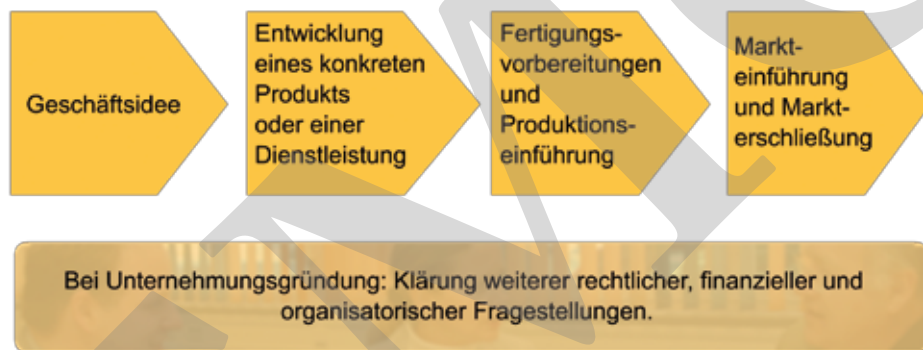 Geschäftsidee
Entwicklung
eines konkreten
Produkts
oder einer
Dienstleistung
Fertigungs-
vorbereitungen
und
Produktions-
einführung
Markt-
einführung
und Markt-
erschließung
Bei Unternehmungsgründung: Klärung weiterer rechtlicher, finanzieller und
organisatorischer Fragestellungen.